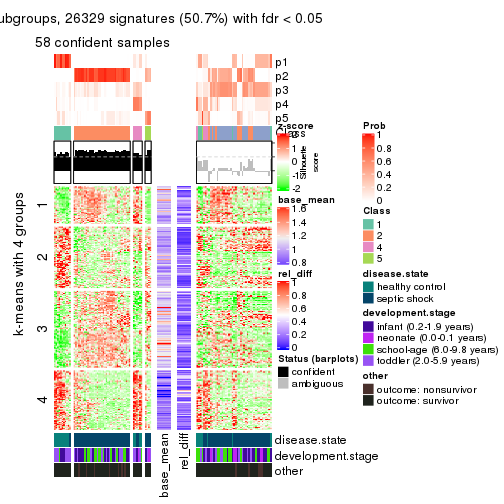 ubgroups, 26329 signatures (50.7%) with fdr < 0.05
58 confident samples
p1
p2
p3
p4
p5
Class
z-score
2
1
0
-1
-2
Silhouette
score
1
0
base_mean
1.6
1.4
1.2
1
0.8
rel_diff
1
0.8
0.6
0.4
0.2
0
Status (barplots)
confident
ambiguous
Prob
1
0.8
0.6
0.4
0.2
0
Class
1
2
4
5
disease.state
healthy control
septic shock
development.stage
infant (0.2-1.9 years)
neonate (0.0-0.1 years)
school-age (6.0-9.8 years)
toddler (2.0-5.9 years)
other
outcome: nonsurvivor
outcome: survivor
k-means with 4 groups
1
2
3
4
base_mean
rel_diff
disease.state
development.stage
other